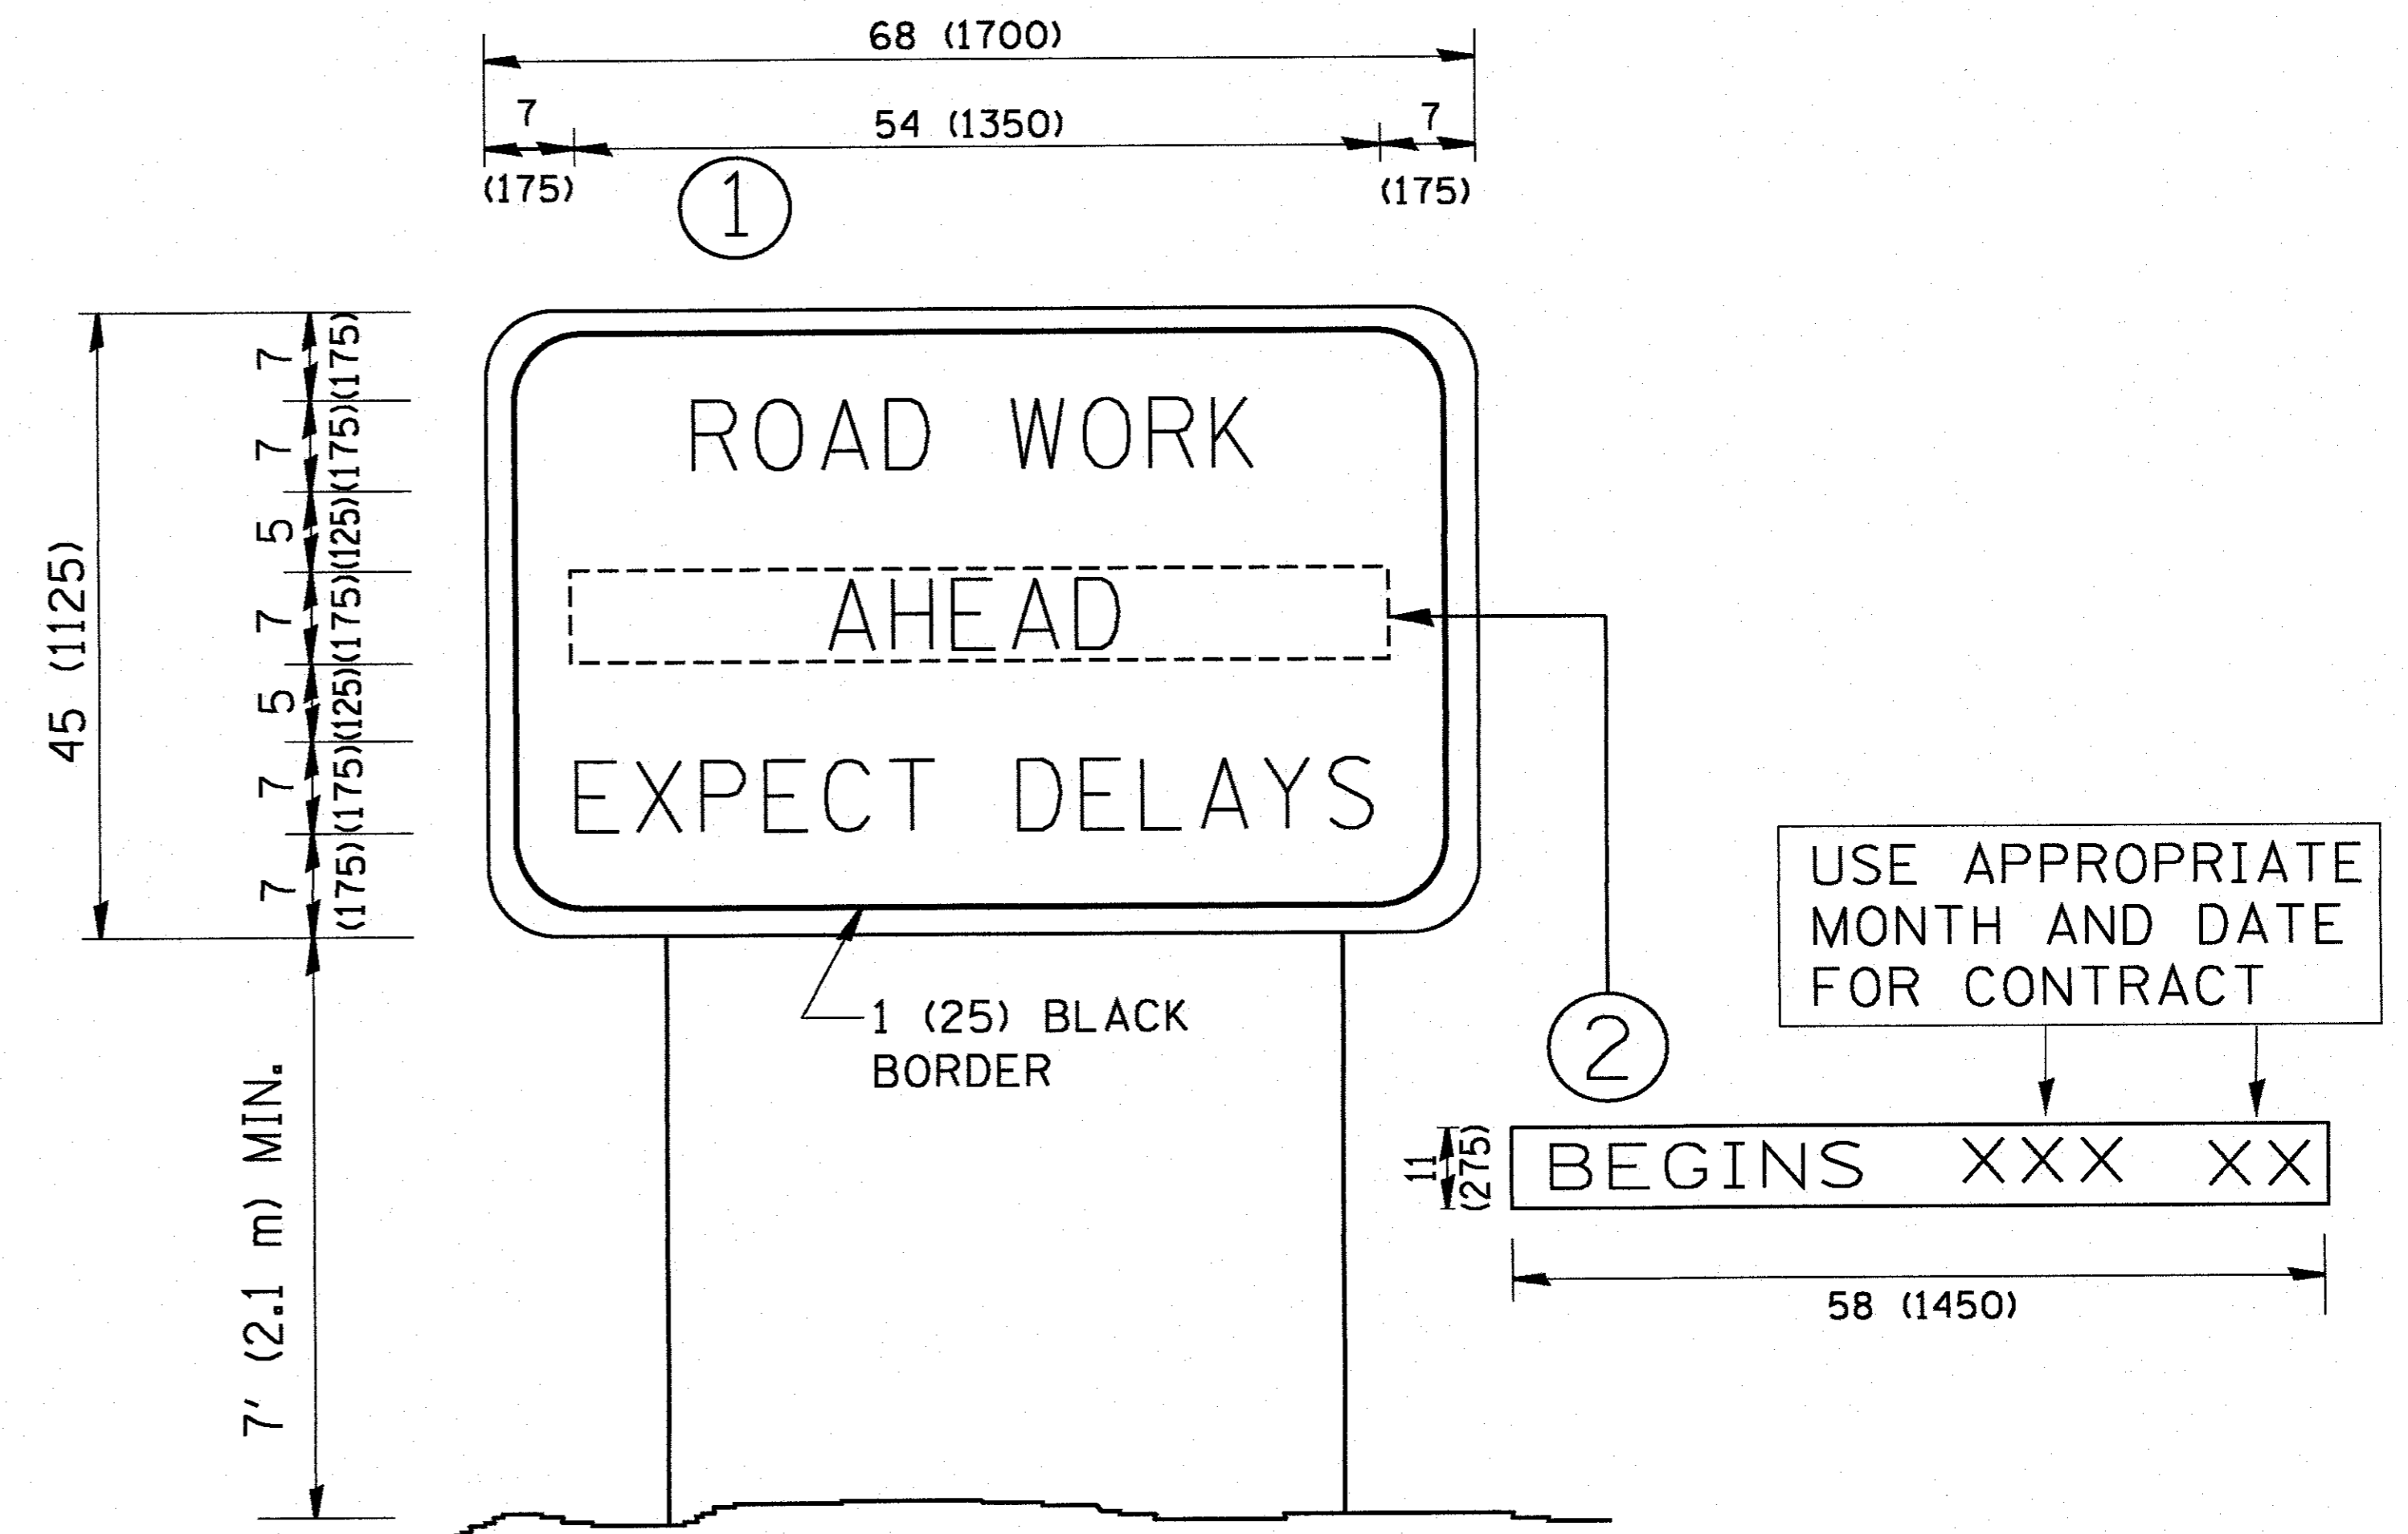 68 (1700)
7
54 (1350)
7
(175)
(175)
1
45 (1125)
7
(175)
7
(175)
5
(125)
7
(175)
5
(125)
7
(175)
7
(175)
ROAD WORK
AHEAD
EXPECT DELAYS
1 (25) BLACK
BORDER
7' (2.1 m) MIN.
2
USE APPROPRIATE
MONTH AND DATE
FOR CONTRACT
11
(275)
BEGINS XXX XX
58 (1450)